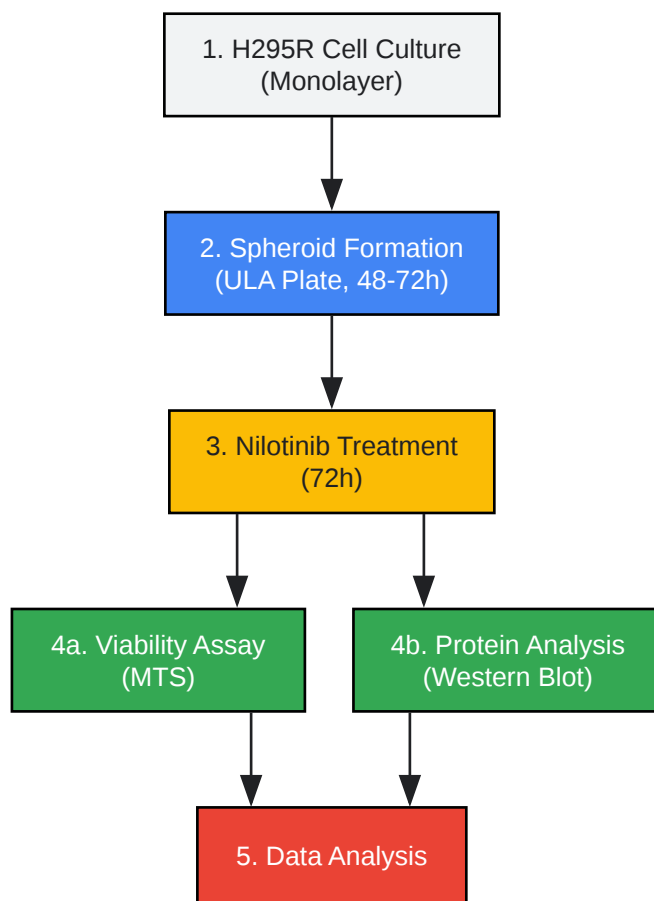 1. H295R Cell Culture
(Monolayer)
2. Spheroid Formation
(ULA Plate, 48-72h)
3. Nilotinib Treatment
(72h)
4a. Viability Assay
(MTS)
4b. Protein Analysis
(Western Blot)
5. Data Analysis